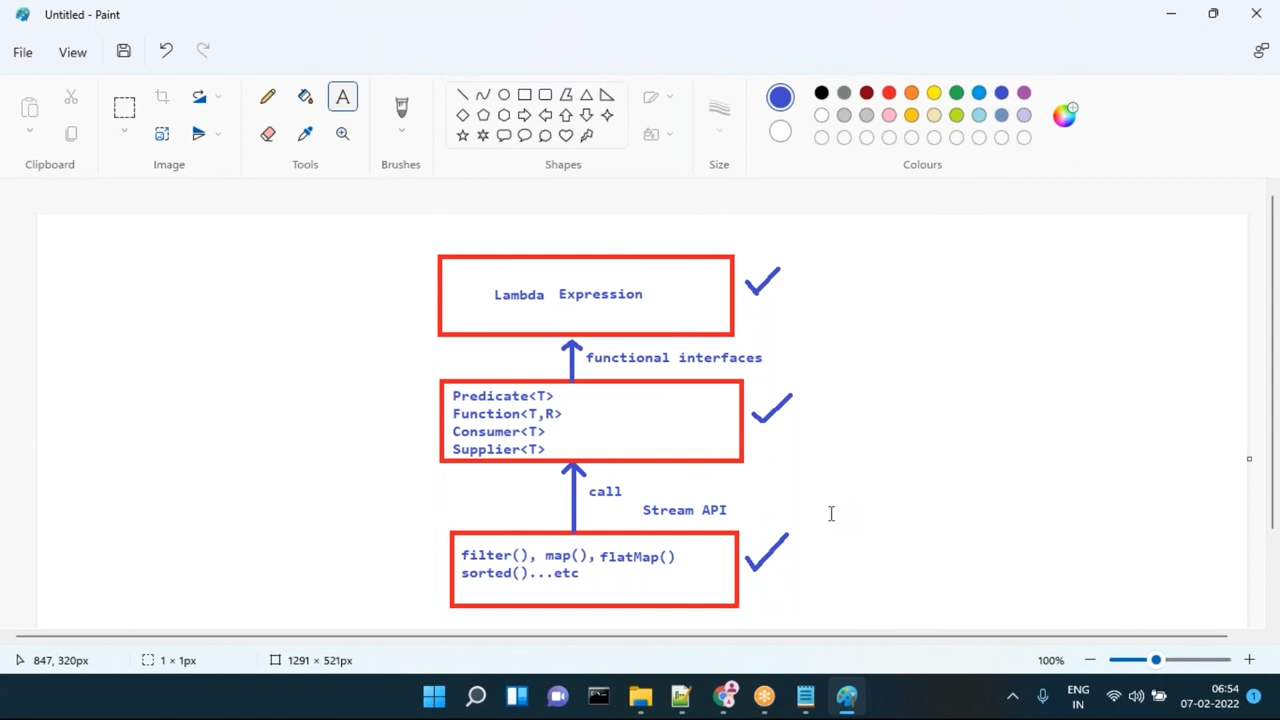 Untitled - Paint
File
View
Clipboard
Image
Tools
Brushes
Shapes
Size
Colours
A
Lambda Expression
functional interfaces
Predicate<T>
Function<T,R>
Consumer<T>
Supplier<T>
call
Stream API
filter(), map(), flatMap()
sorted()...etc
847, 320px
1 × 1px
1291 × 521px
100%
ENG
IN
06:54
07-02-2022
1